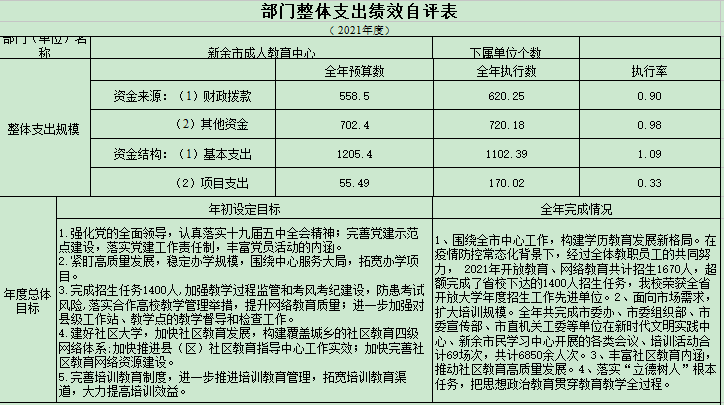 部门整体支出绩效自评表
（2021年度）
部门（单位）名称 新余市成人教育中心 下属单位个数
全年预算数 全年执行数 执行率
整体支出规模
资金来源：（1）财政拨款 558.5 620.25 0.90
（2）其他资金 702.4 720.18 0.98
资金结构：（1）基本支出 1205.4 1102.39 1.09
（2）项目支出 55.49 170.02 0.33
年度总体目标
年初设定目标 全年完成情况
1.强化党的全面领导，认真落实十九届五中全会精神；完善党建示范
点建设，落实党建工作责任制，丰富党员活动的内涵。
2.紧盯高质量发展，稳定办学规模，围绕中心服务大局，拓宽办学项
目。
3.完成招生任务1400人,加强教学过程监管和考风考纪建设，防患考试
风险,落实合作高校教学管理举措，提升网络教育质量；进一步加强对
县级工作站、教学点的教学督导和检查工作。
4.建好社区大学，加快社区教育发展，构建覆盖城乡的社区教育四级
网络体系;加快推进县（区）社区教育指导中心工作实效；加快完善社
区教育网络资源建设。
5.完善培训教育制度，进一步推进培训教育管理，拓宽培训教育渠
道，大力提高培训效益。
1、围绕全市中心工作，构建学历教育发展新格局。在
疫情防控常态化背景下，经过全体教职员工的共同努
力， 2021年开放教育、网络教育共计招生1670人，超
额完成了省校下达的1400人招生任务，我校荣获全省
开放大学年度招生工作先进单位。2、面向市场需求，
扩大培训规模。全年共完成市委办、市委组织部、市
委宣传部、市直机关工委等单位在新时代文明实践中
心、新余市民学习中心开展的各类会议、培训活动合
计69场次，共计6850余人次。3、丰富社区教育内涵，
推动社区教育高质量发展。4、落实“立德树人”根本
任务，把思想政治教育贯穿教育教学全过程。